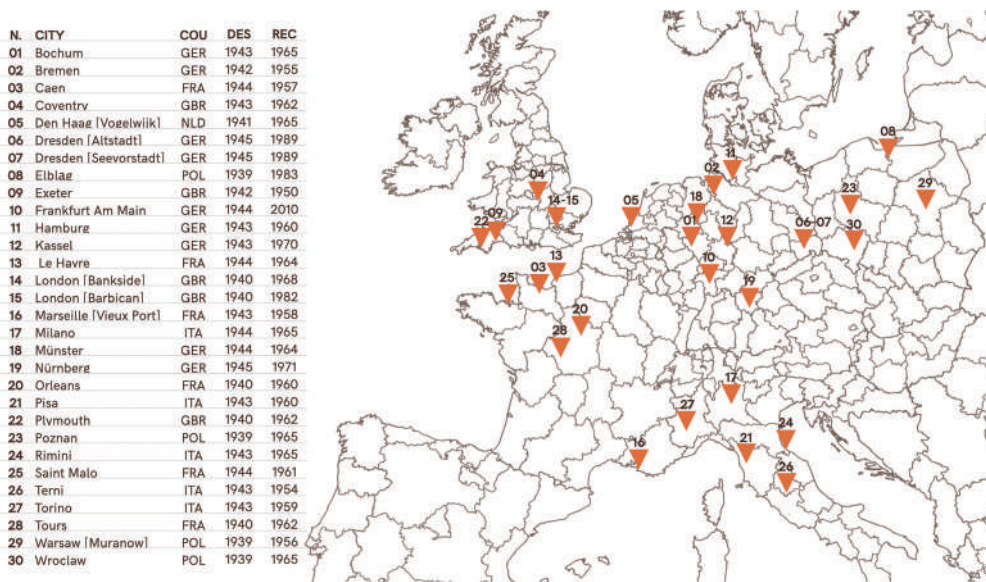 N. CITY COU DES REC
01 Bochum GER 1943 1965
02 Bremen GER 1942 1955
03 Caen FRA 1944 1957
04 Coventry GBR 1943 1962
05 Den Haag [Vogelwijk] NLD 1941 1965
06 Dresden [Altstadt] GER 1945 1989
07 Dresden [Seevorstadt] GER 1945 1989
08 Elbląg POL 1939 1983
09 Exeter GBR 1942 1950
10 Frankfurt Am Main GER 1944 2010
11 Hamburg GER 1943 1960
12 Kassel GER 1943 1970
13 Le Havre FRA 1944 1964
14 London [Bankside] GBR 1940 1968
15 London [Barbican] GBR 1940 1982
16 Marseille [Vieux Port] FRA 1943 1958
17 Milano ITA 1944 1965
18 Münster GER 1944 1964
19 Nürnberg GER 1945 1971
20 Orleans FRA 1940 1960
21 Pisa ITA 1943 1960
22 Plymouth GBR 1940 1962
23 Poznan POL 1939 1965
24 Rimini ITA 1943 1965
25 Saint Malo FRA 1944 1961
26 Terni ITA 1943 1954
27 Torino ITA 1943 1959
28 Tours FRA 1940 1962
29 Warsaw [Muranow] POL 1939 1956
30 Wroclaw POL 1939 1965
08
11
02
04
23
29
14-15
05
18
22
09
01
12
06-07
30
13
03
10
25
19
20
28
17
27
24
16
21
26